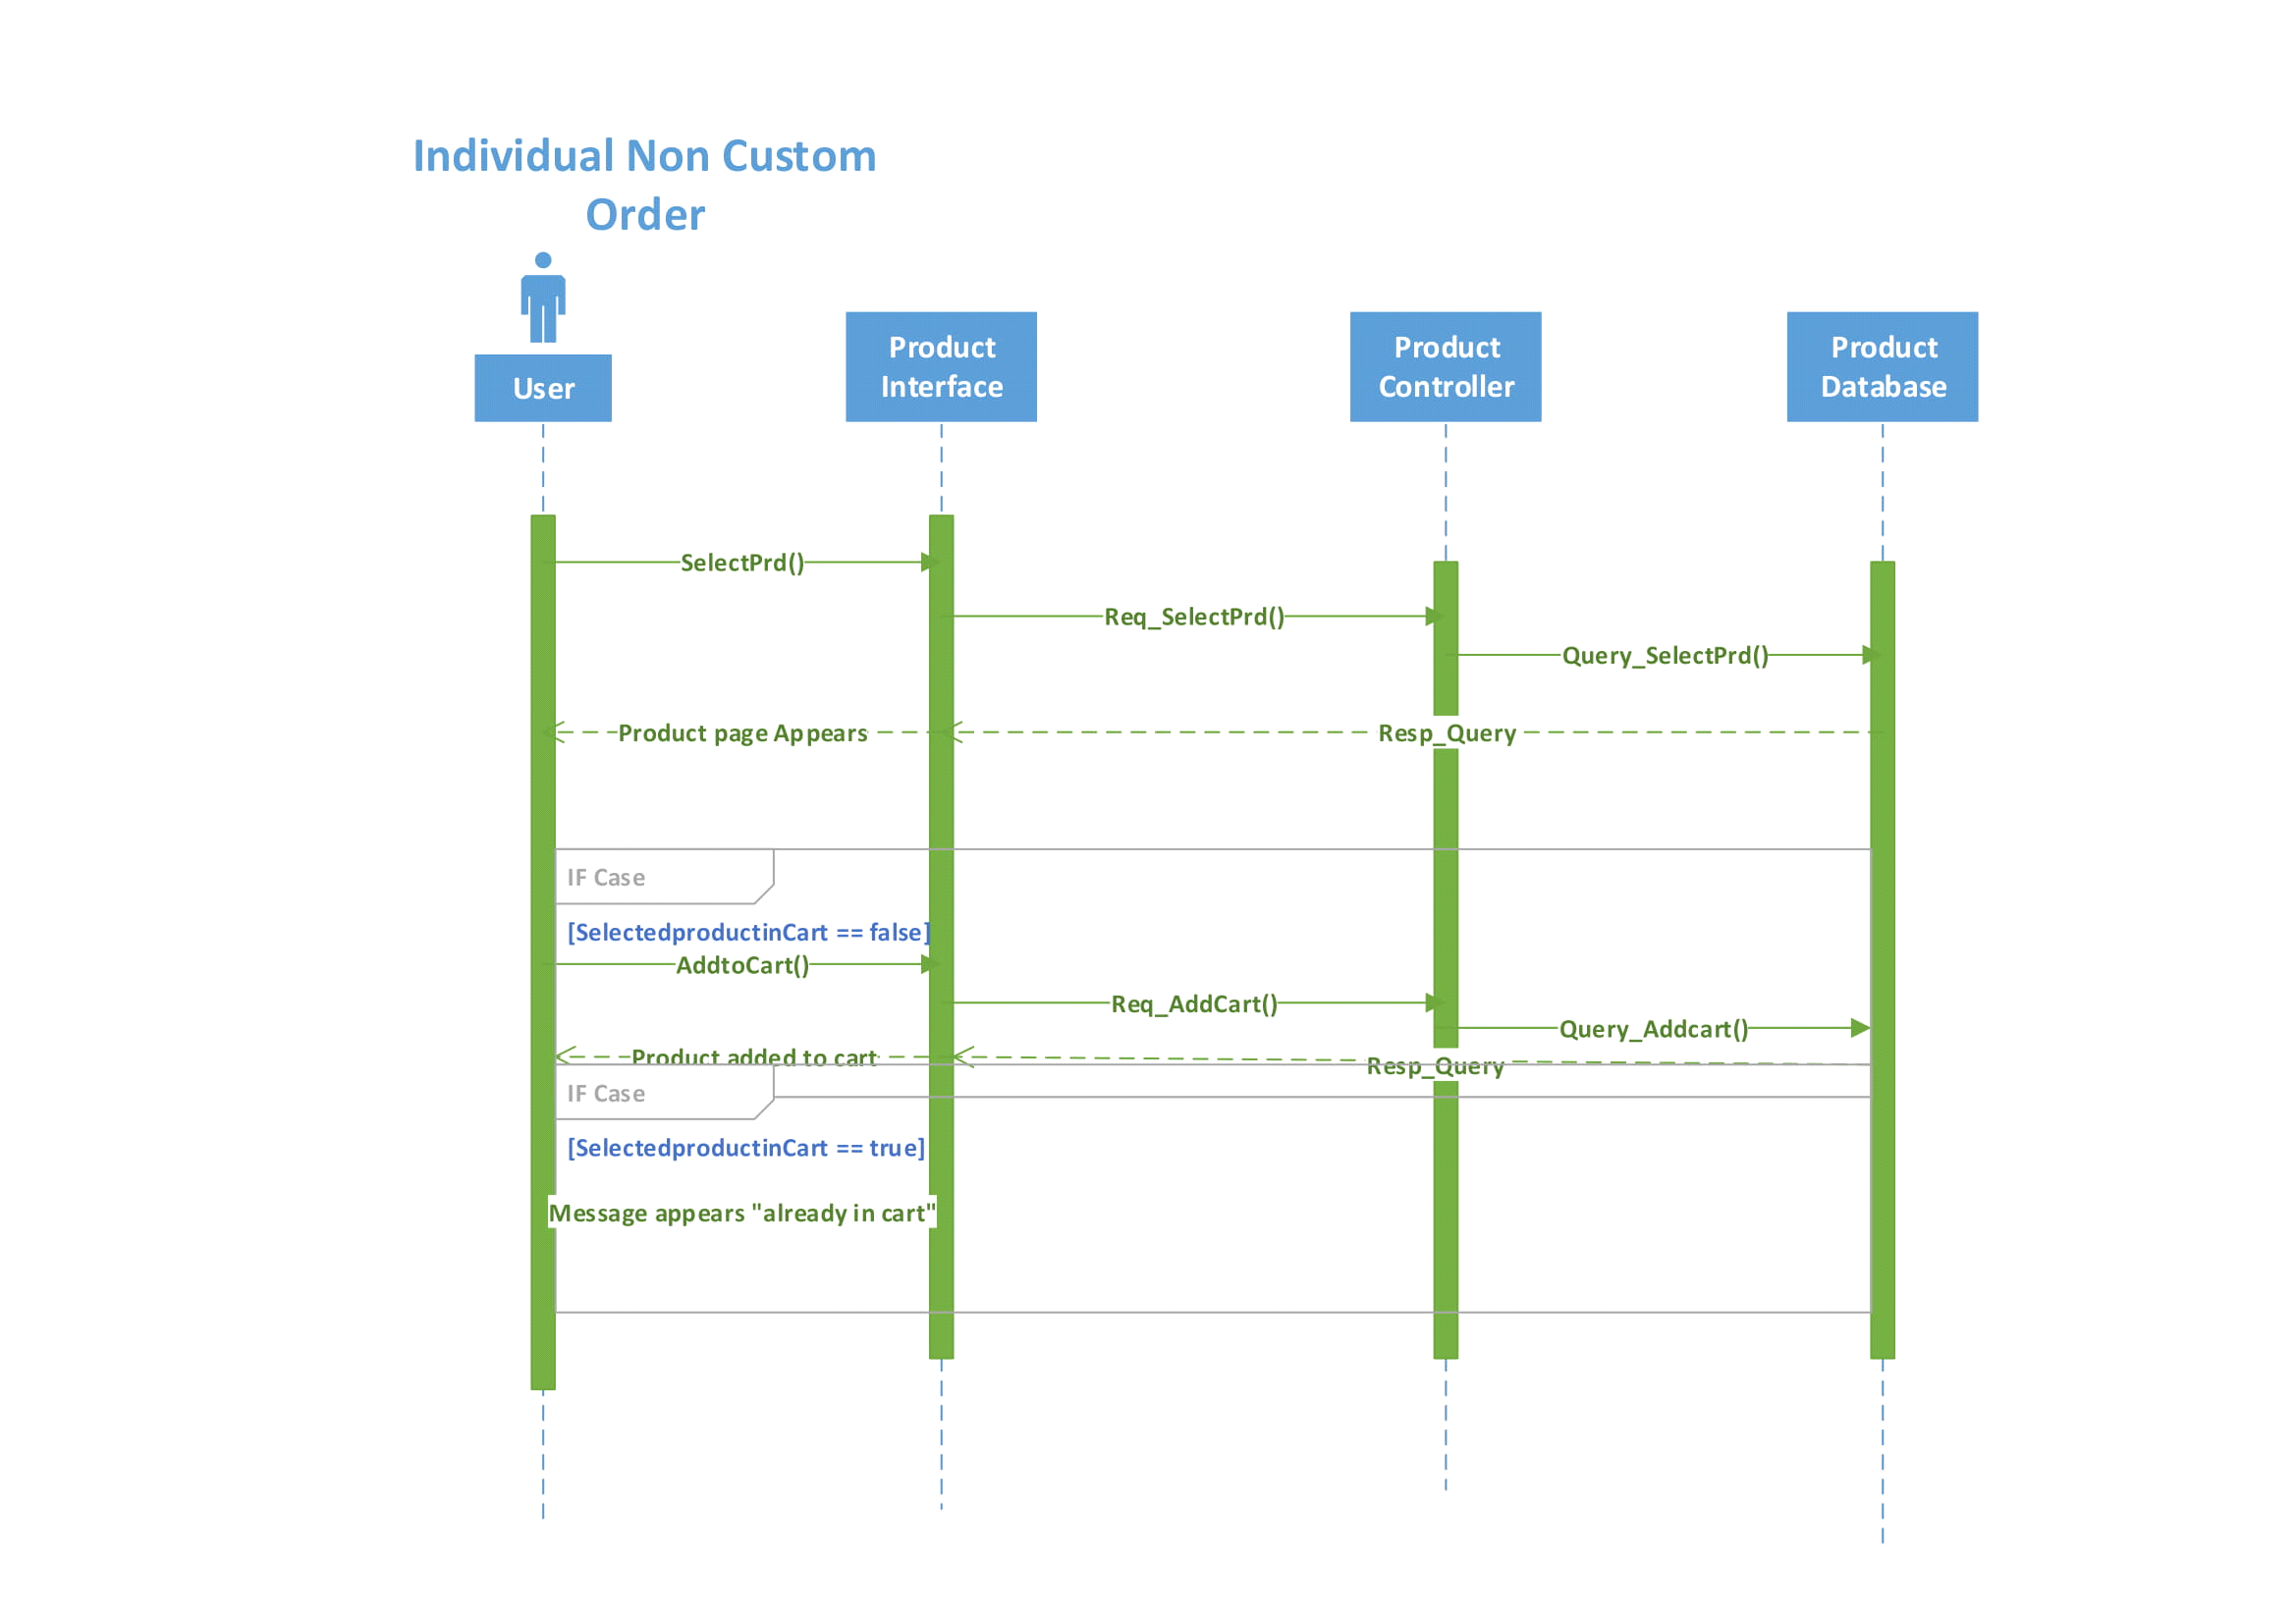 Individual Non Custom
Order
User
Product
Interface
Product
Controller
Product
Database
SelectPrd()
Req_SelectPrd()
Query_SelectPrd()
Product page Appears
Resp_Query
IF Case
[SelectedproductinCart == false]
AddtoCart()
Req_AddCart()
Query_Addcart()
Product added to cart
Resp_Query
IF Case
[SelectedproductinCart == true]
Message appears "already in cart"